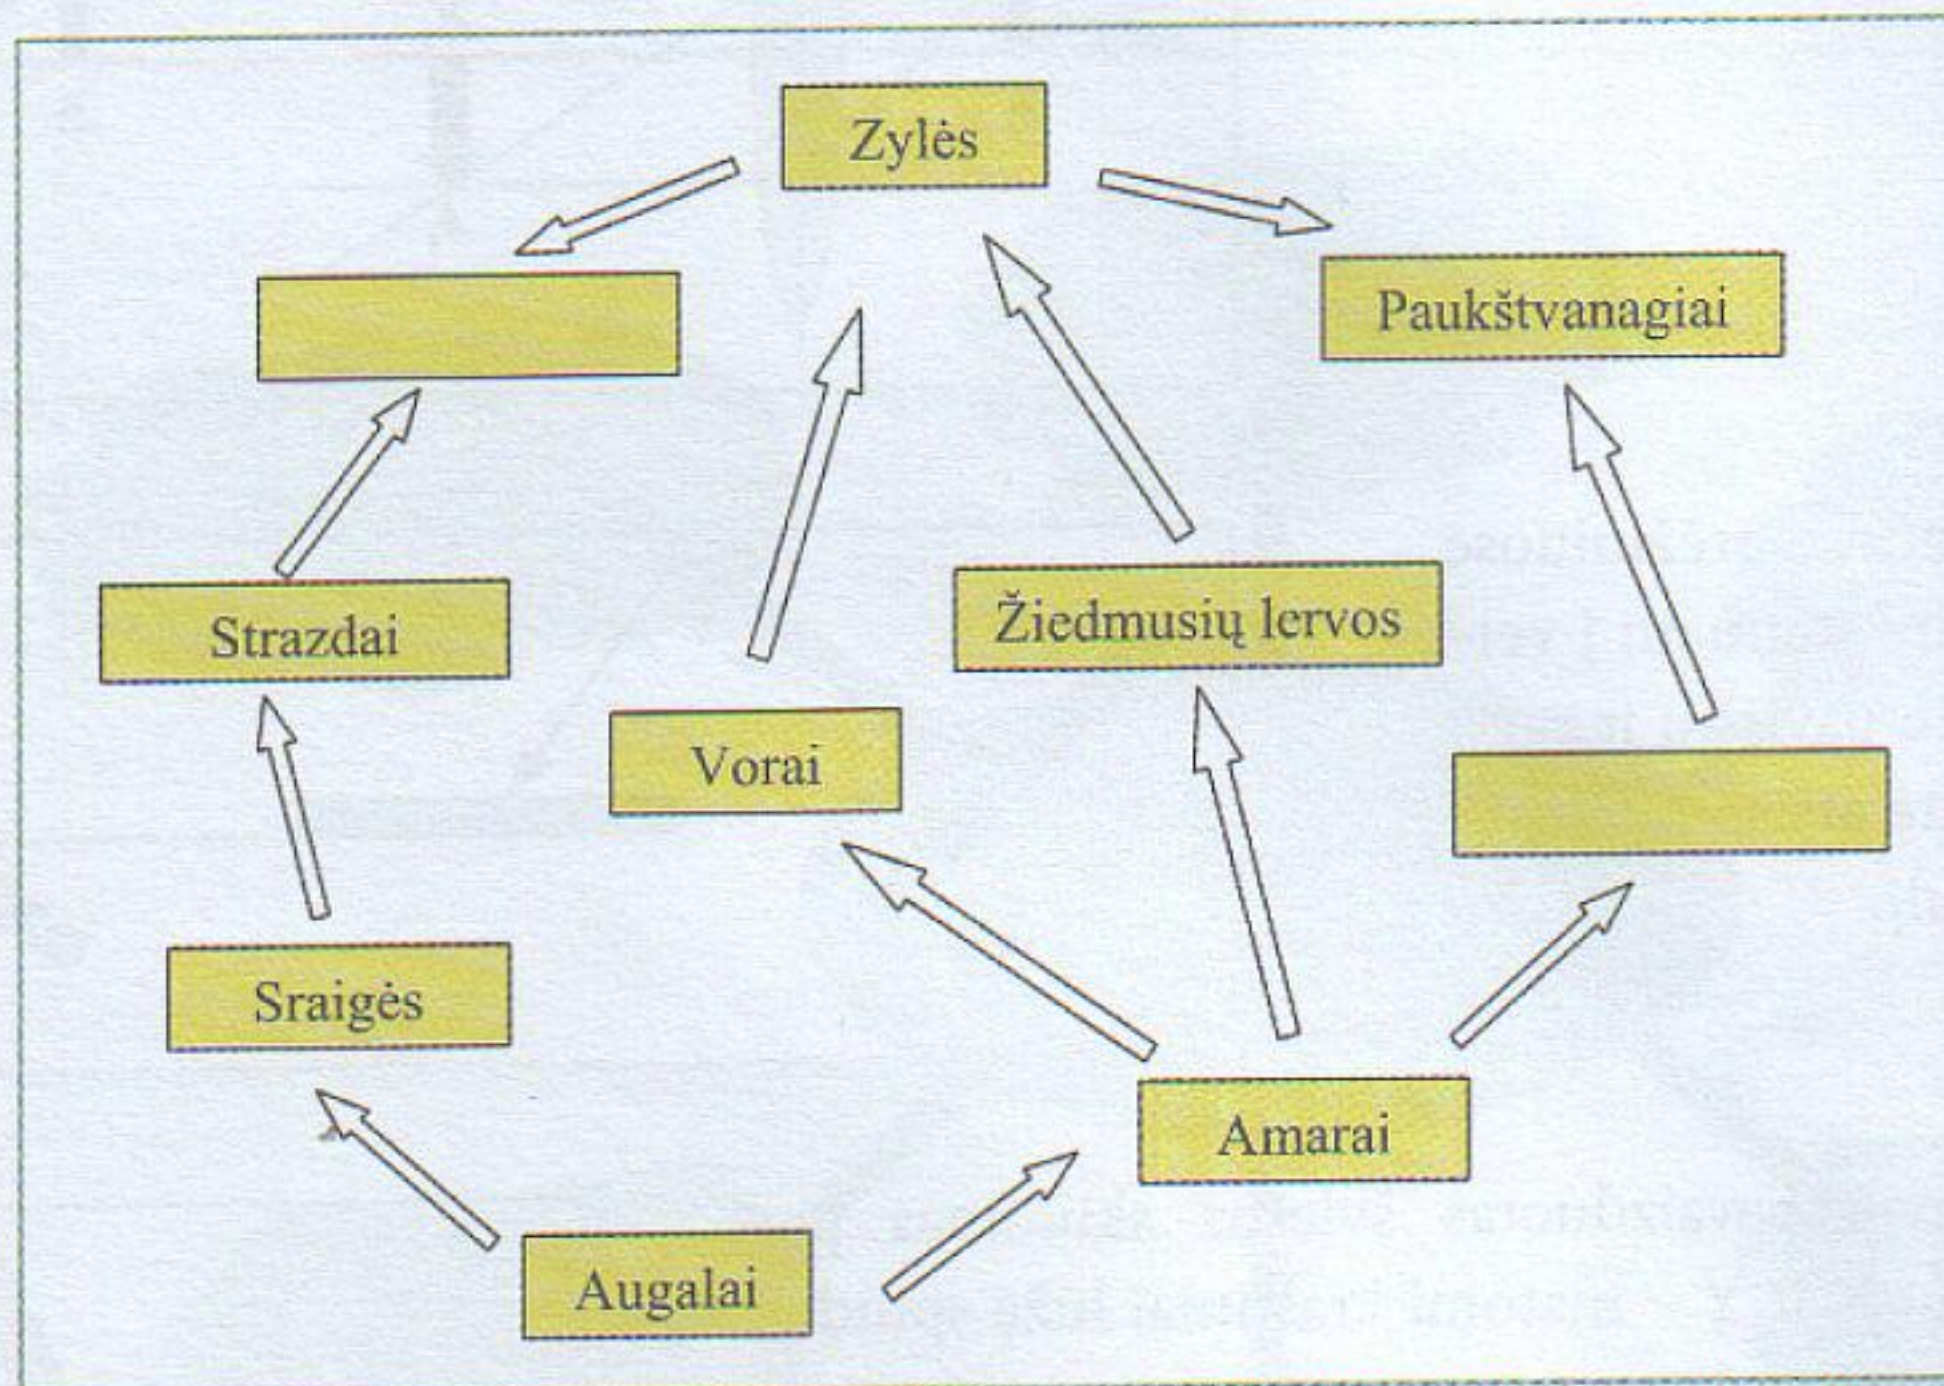 Zylės
Paukštvanagiai
Strazdai
Žiedmusių lervos
Vorai
Sraigės
Amarai
Augalai